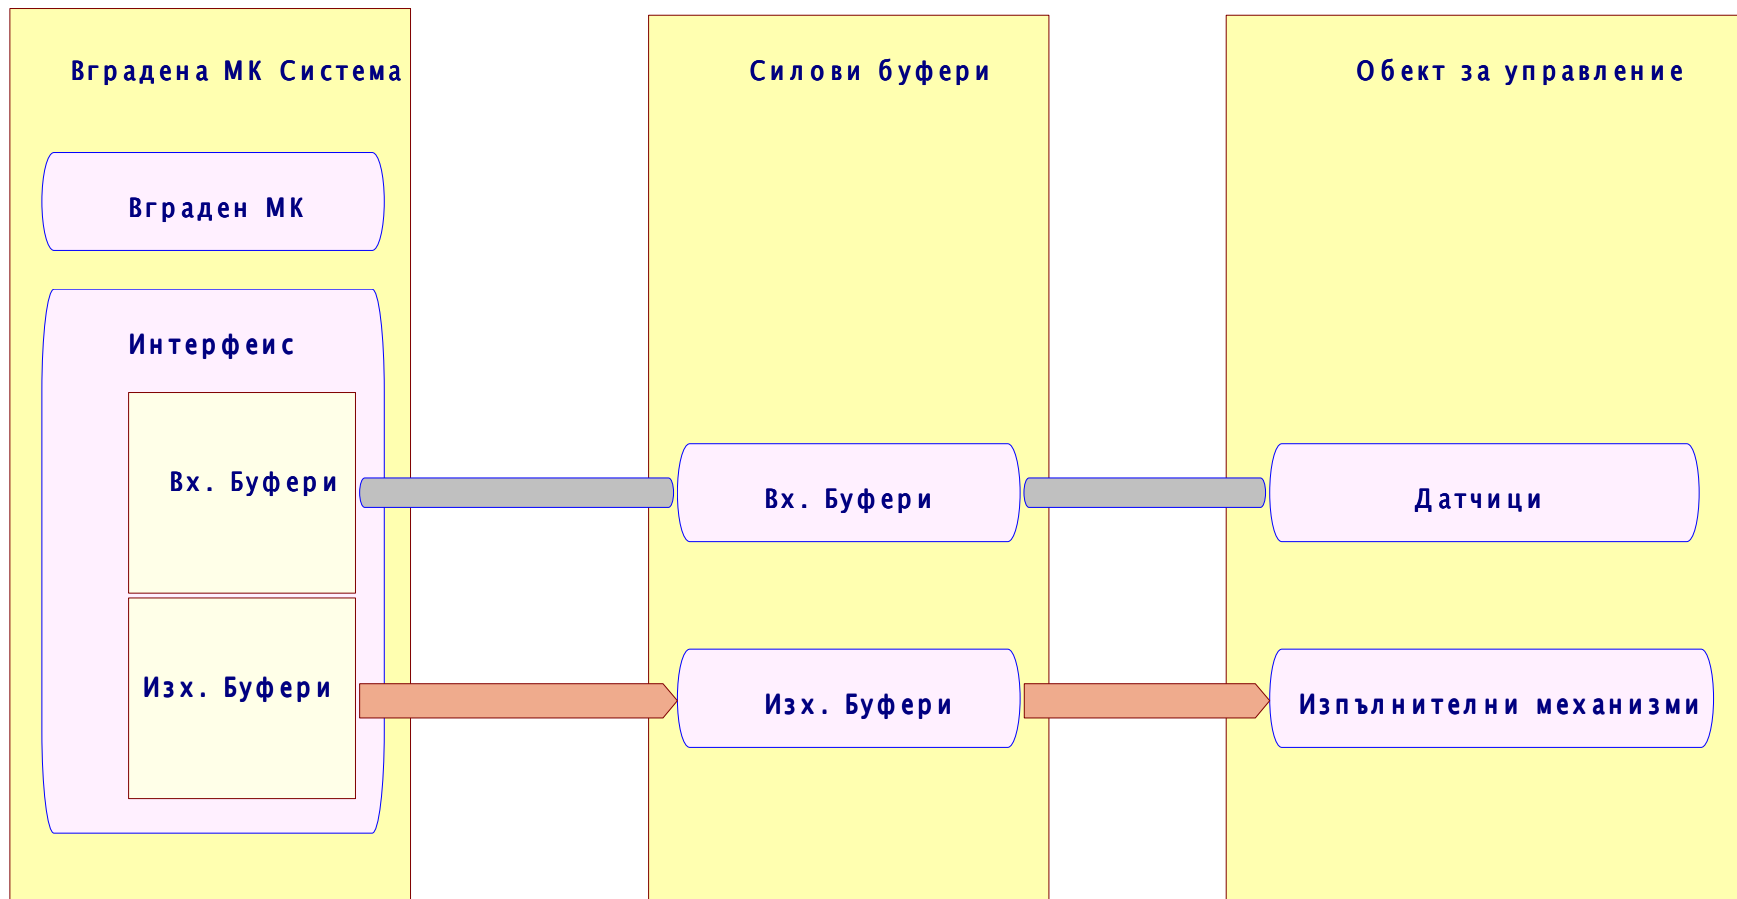 Вградена МК Система
Силови буфери
Обект за управление
Вграден МК
Интерфеис
Вх. Буфери
Вх. Буфери
Датчици
Изх. Буфери
Изх. Буфери
Изпълнителни механизми